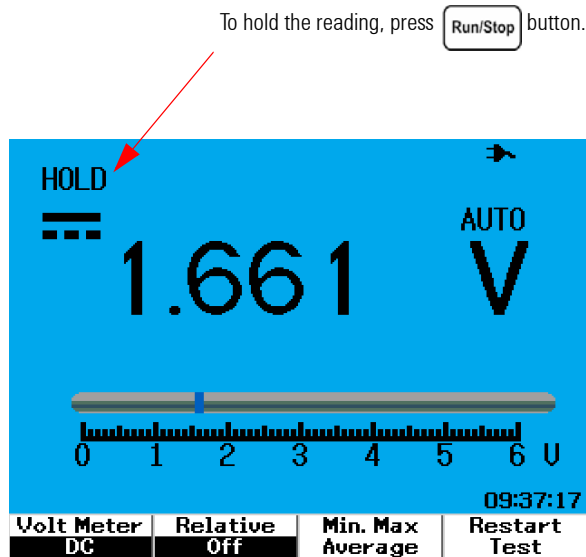 To hold the reading, press Run/Stop button.
HOLD
AUTO
1.661 V
0 1 2 3 4 5 6 V
09:37:17
Volt Meter Relative Min. Max Restart
DC Off Average Test